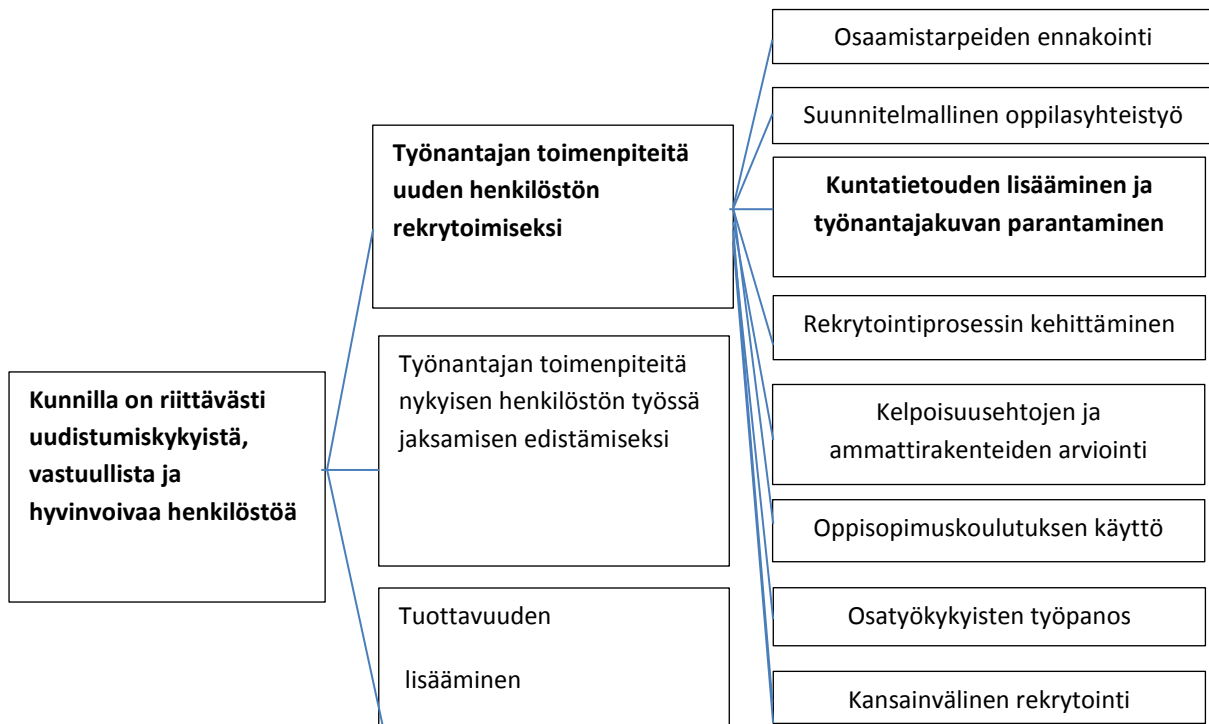 Kunnilla on riittävästi
uudistumiskykyistä,
vastuullista ja
hyvinvoivaa henkilöstöä
Työnantajan toimenpiteitä
uuden henkilöstön
rekrytoimiseksi
Työnantajan toimenpiteitä
nykyisen henkilöstön työssä
jaksamisen edistämiseksi
Tuottavuuden
lisääminen
Osaamistarpeiden ennakointi
Suunnitelmallinen oppilasyhteistyö
Kuntatietouden lisääminen ja
työnantajakuvan parantaminen
Rekrytointiprosessin kehittäminen
Kelpoisuusehtojen ja
ammattirakenteiden arviointi
Oppisopimuskoulutuksen käyttö
Osatyökykyisten työpanos
Kansainvälinen rekrytointi